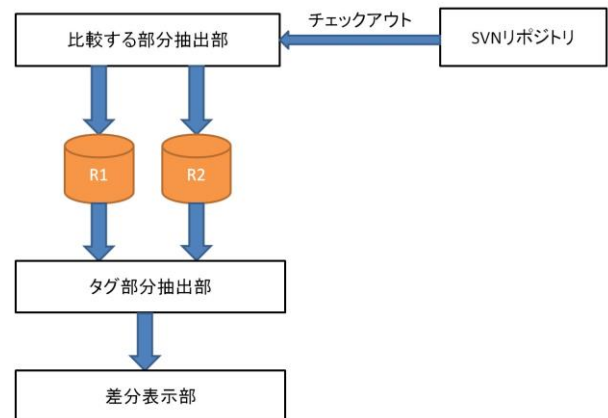 比較する部分抽出部
チェックアウト
SVNリポジトリ
R1
R2
タグ部分抽出部
差分表示部